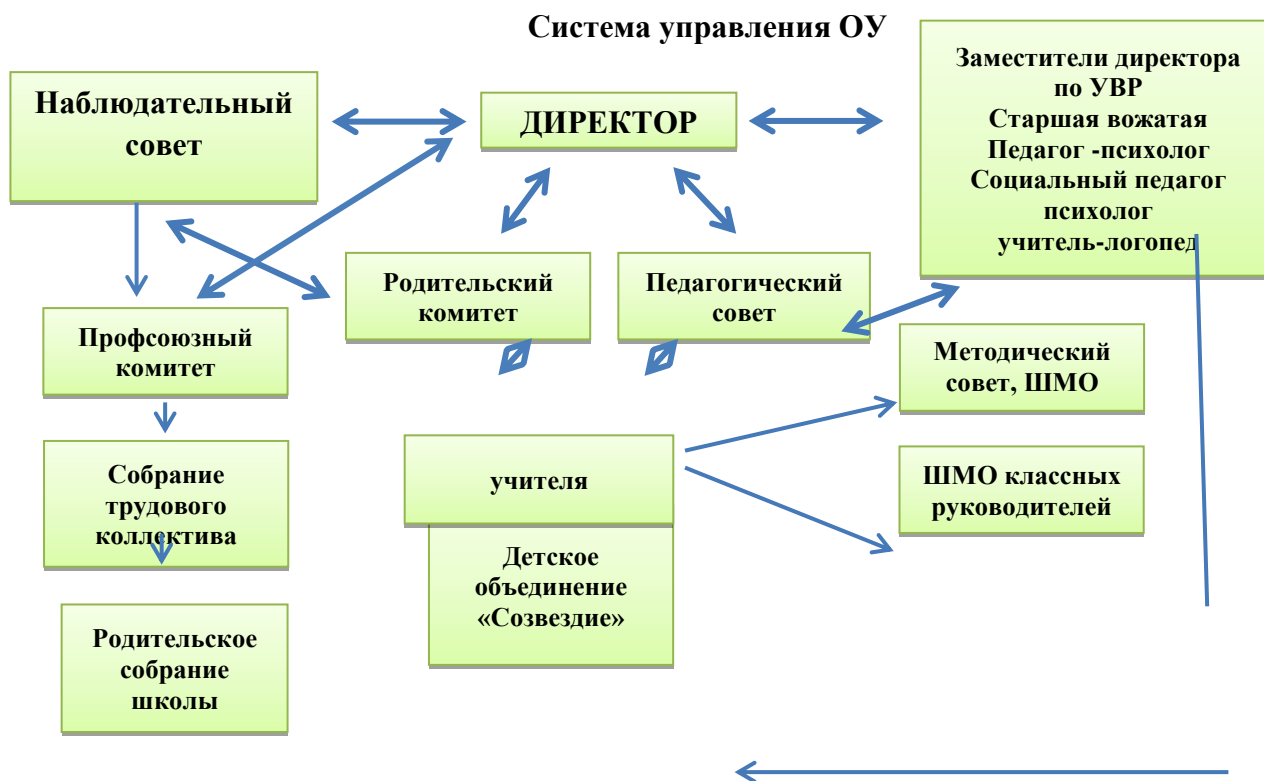 Система управления ОУ
Наблюдательный
совет
ДИРЕКТОР
Заместители директора
по УВР
Старшая вожатая
Педагог -психолог
Социальный педагог
психолог
учитель-логопед
Родительский
комитет
Педагогический
совет
Профсоюзный
комитет
Методический
совет, ШМО
Собрание
трудового
коллектива
учителя
ШМО классных
руководителей
Детское
объединение
«Созвездие»
Родительское
собрание
школы